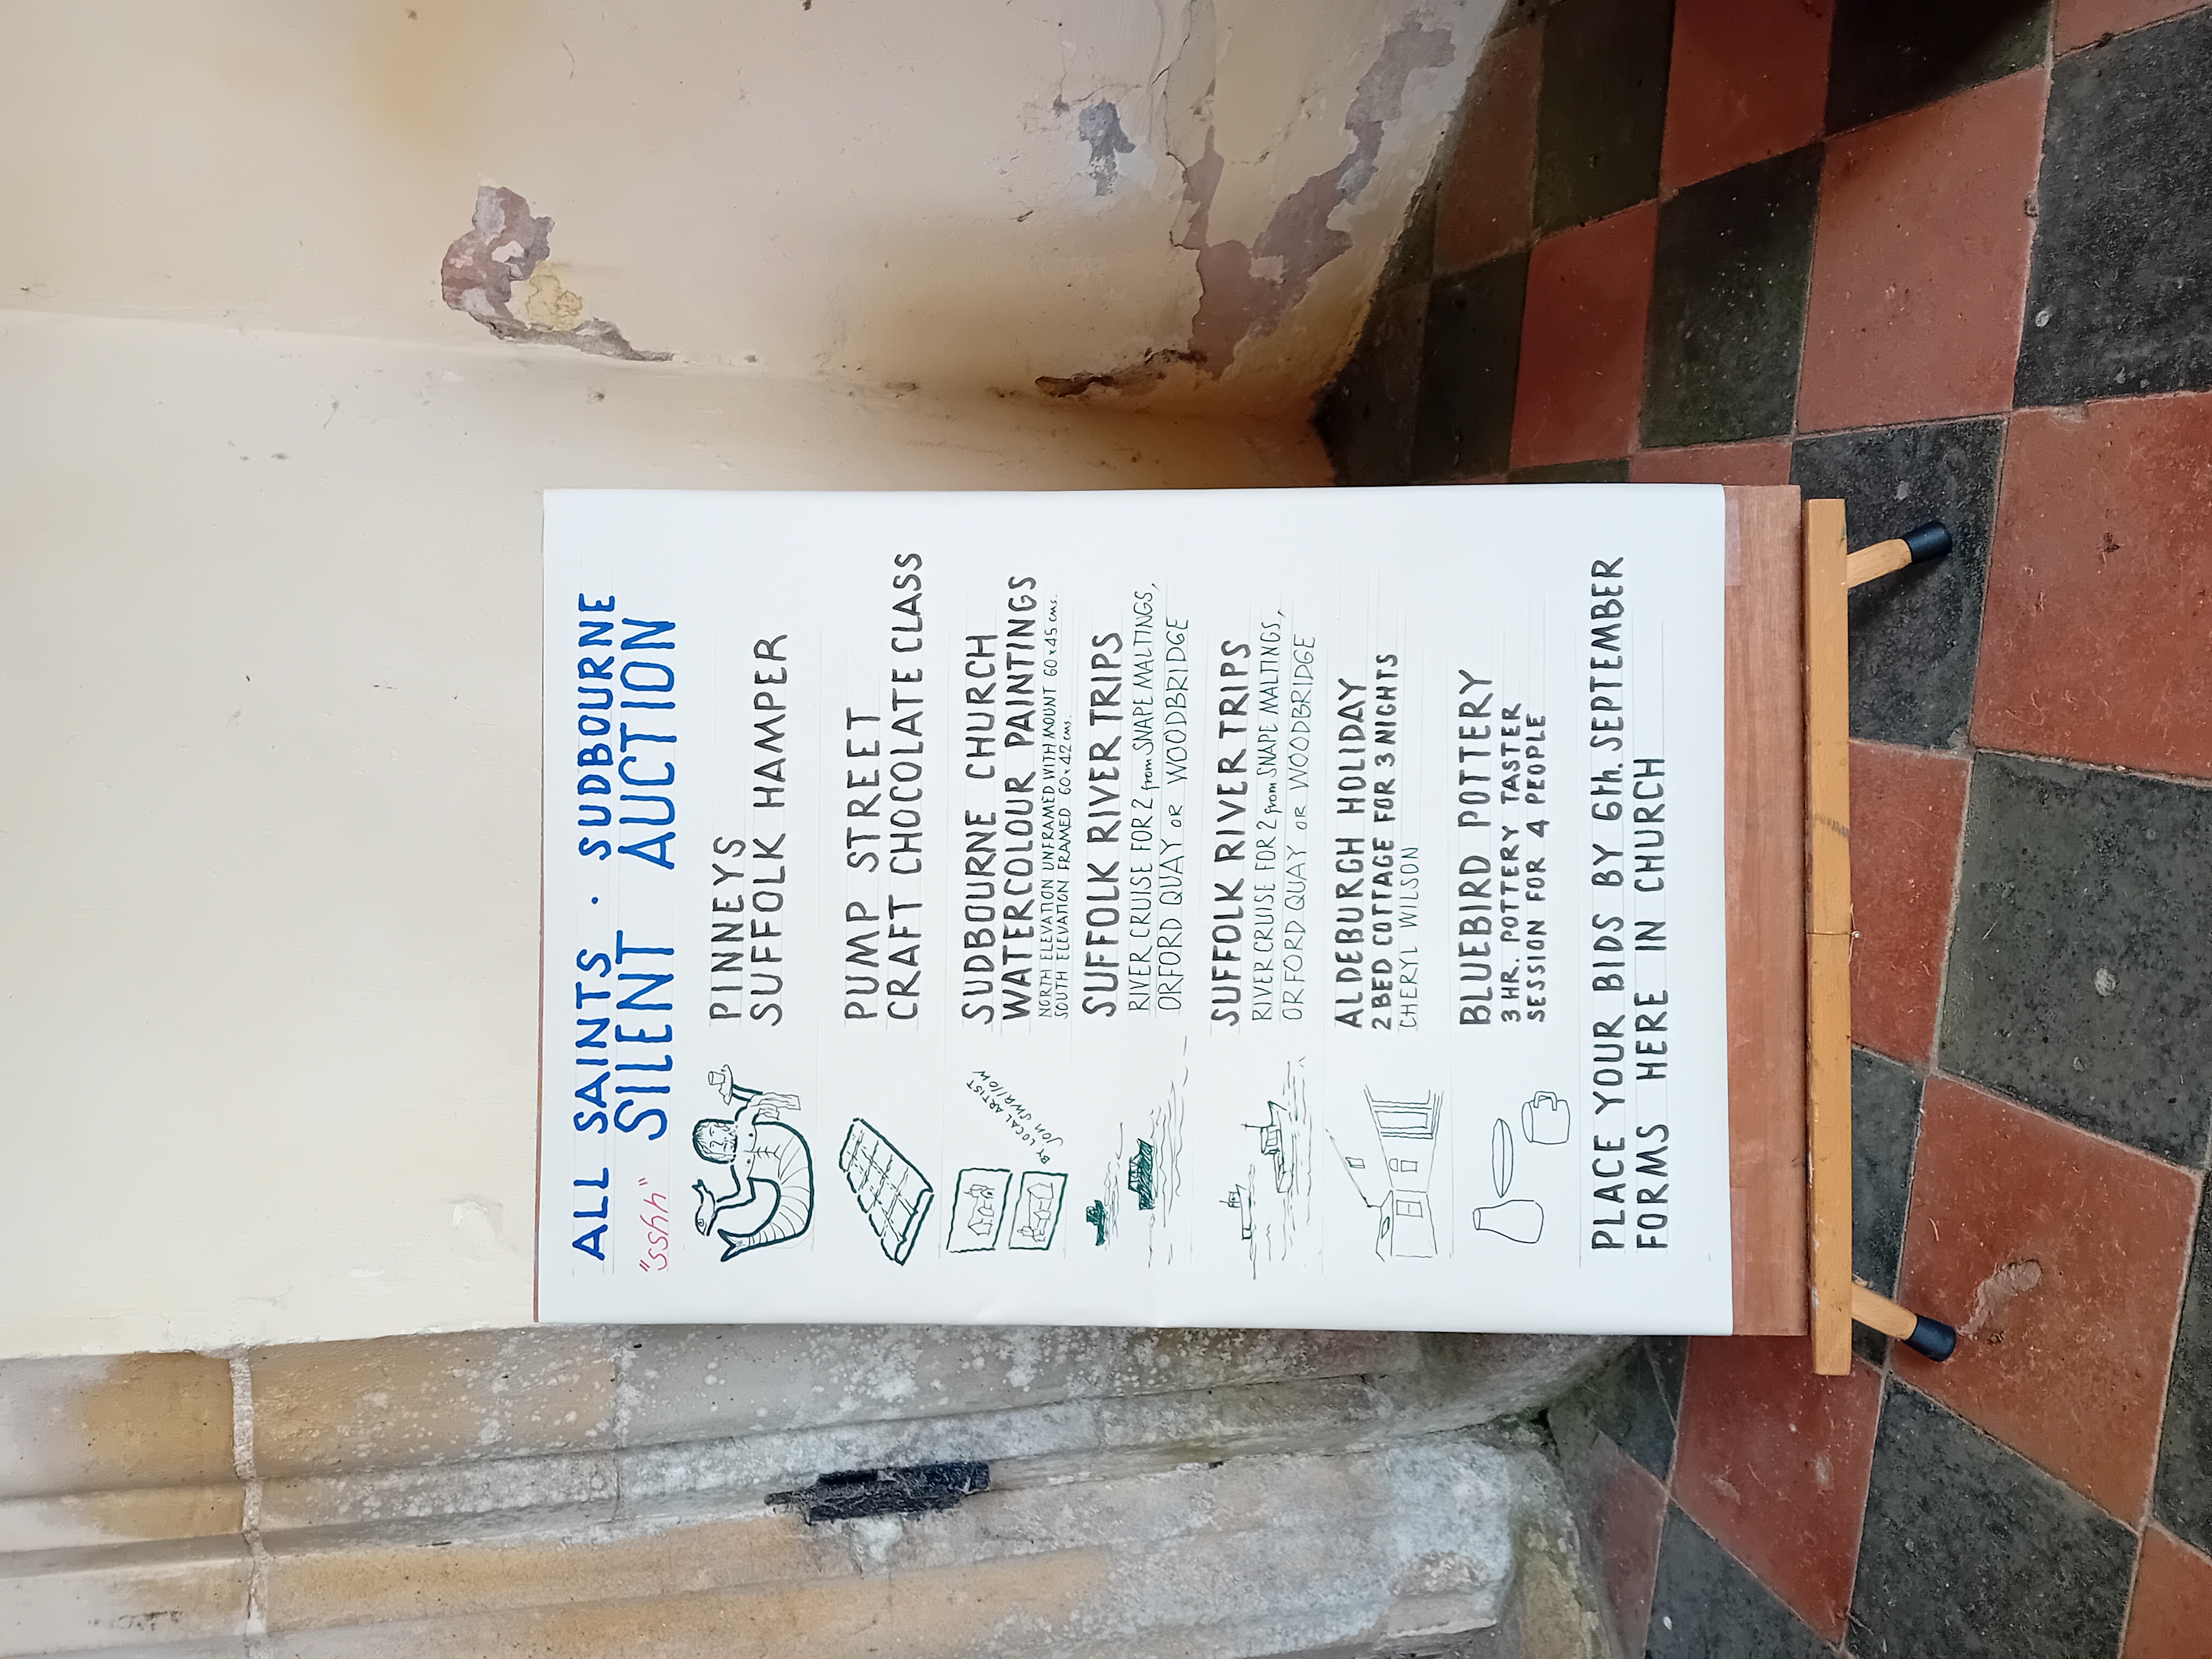 ALL SAINTS · SUDBOURNE
"sshh" SILENT AUCTION
PINNEYS
SUFFOLK HAMPER
PUMP STREET
CRAFT CHOCOLATE CLASS
BY LOCAL ARTIST
JON SWALLOW
SUDBOURNE CHURCH
WATERCOLOUR PAINTINGS
NORTH ELEVATION UNFRAMED WITH MOUNT 60 x 45 cms.
SOUTH ELEVATION FRAMED 60 x 42 cms.
SUFFOLK RIVER TRIPS
RIVER CRUISE FOR 2 from SNAPE MALTINGS,
ORFORD QUAY OR WOODBRIDGE
SUFFOLK RIVER TRIPS
RIVER CRUISE FOR 2 from SNAPE MALTINGS,
ORFORD QUAY OR WOODBRIDGE
ALDEBURGH HOLIDAY
2 BED COTTAGE FOR 3 NIGHTS
CHERYL WILSON
BLUEBIRD POTTERY
3 HR. POTTERY TASTER
SESSION FOR 4 PEOPLE
PLACE YOUR BIDS BY 6th. SEPTEMBER
FORMS HERE IN CHURCH